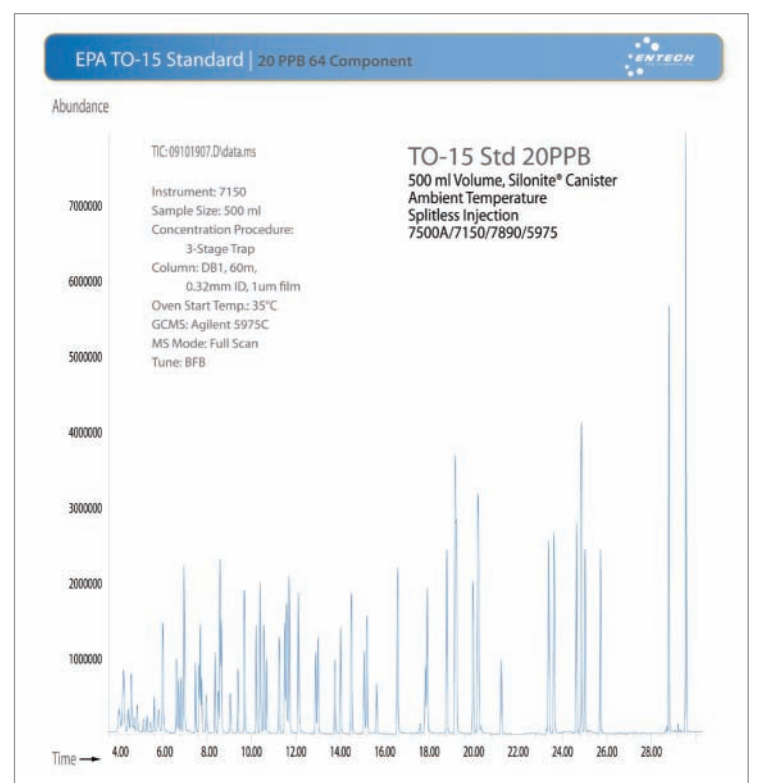 EPA TO-15 Standard | 20 PPB 64 Component
ENTECH
Abundance
TIC: 09101907.D\data.ms
Instrument: 7150
Sample Size: 500 ml
Concentration Procedure:
3-Stage Trap
Column: DB1, 60m,
0.32mm ID, 1um film
Oven Start Temp.: 35°C
GCMS: Agilent 5975C
MS Mode: Full Scan
Tune: BFB
TO-15 Std 20PPB
500 ml Volume, Silonite® Canister
Ambient Temperature
Splitless Injection
7500A/7150/7890/5975
7000000
6000000
5000000
4000000
3000000
2000000
1000000
Time 4.00 6.00 8.00 10.00 12.00 14.00 16.00 18.00 20.00 22.00 24.00 26.00 28.00